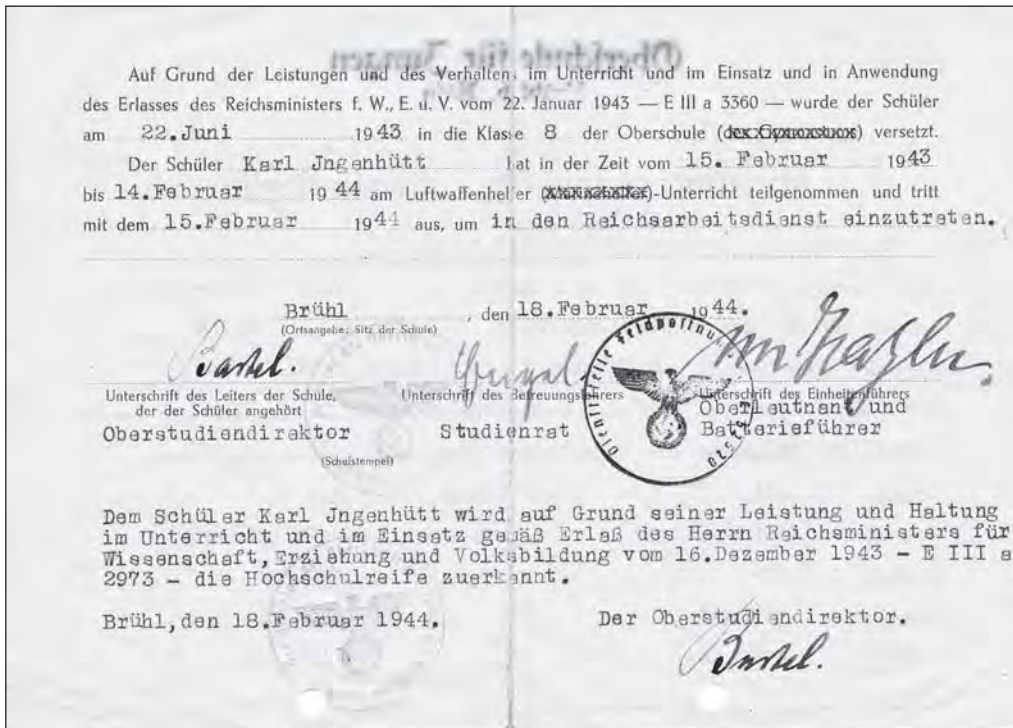 Auf Grund der Leistungen und des Verhaltens im Unterricht und im Einsatz und in Anwendung
des Erlasses des Reichsministers f. W., E. u. V. vom 22. Januar 1943 — E III a 3360 — wurde der Schüler
am 22.Juni 1943 in die Klasse 8 der Oberschule (des Gymnasiums) versetzt.
Der Schüler Karl Jngenhütt hat in der Zeit vom 15. Februar 1943
bis 14.Februar 1944 am Luftwaffenhelfer (Marinehelfer)-Unterricht teilgenommen und tritt
mit dem 15.Februar 1944 aus, um in den Reichsarbeitsdienst einzutreten.
Brühl, den 18.Februar 1944.
(Ortsangabe: Sitz der Schule)
Bartel.
Unterschrift des Leiters der Schule, Unterschrift des Betreuungslehrers Unterschrift des Einheitenführers
der der Schüler angehört
Oberstudiendirektor Studienrat Oberleutnant und
Batterieführer
(Schulstempel)
Dienststelle Feldpostnu
Dem Schüler Karl Jngenhütt wird auf Grund seiner Leistung und Haltung
im Unterricht und im Einsatz gemäß Erlaß des Herrn Reichsministers für
Wissenschaft, Erziehung und Volksbildung vom 16.Dezember 1943 - E III a
2973 - die Hochschulreife zuerkannt.
Brühl,den 18.Februar 1944. Der Oberstudiendirektor.
Bartel.